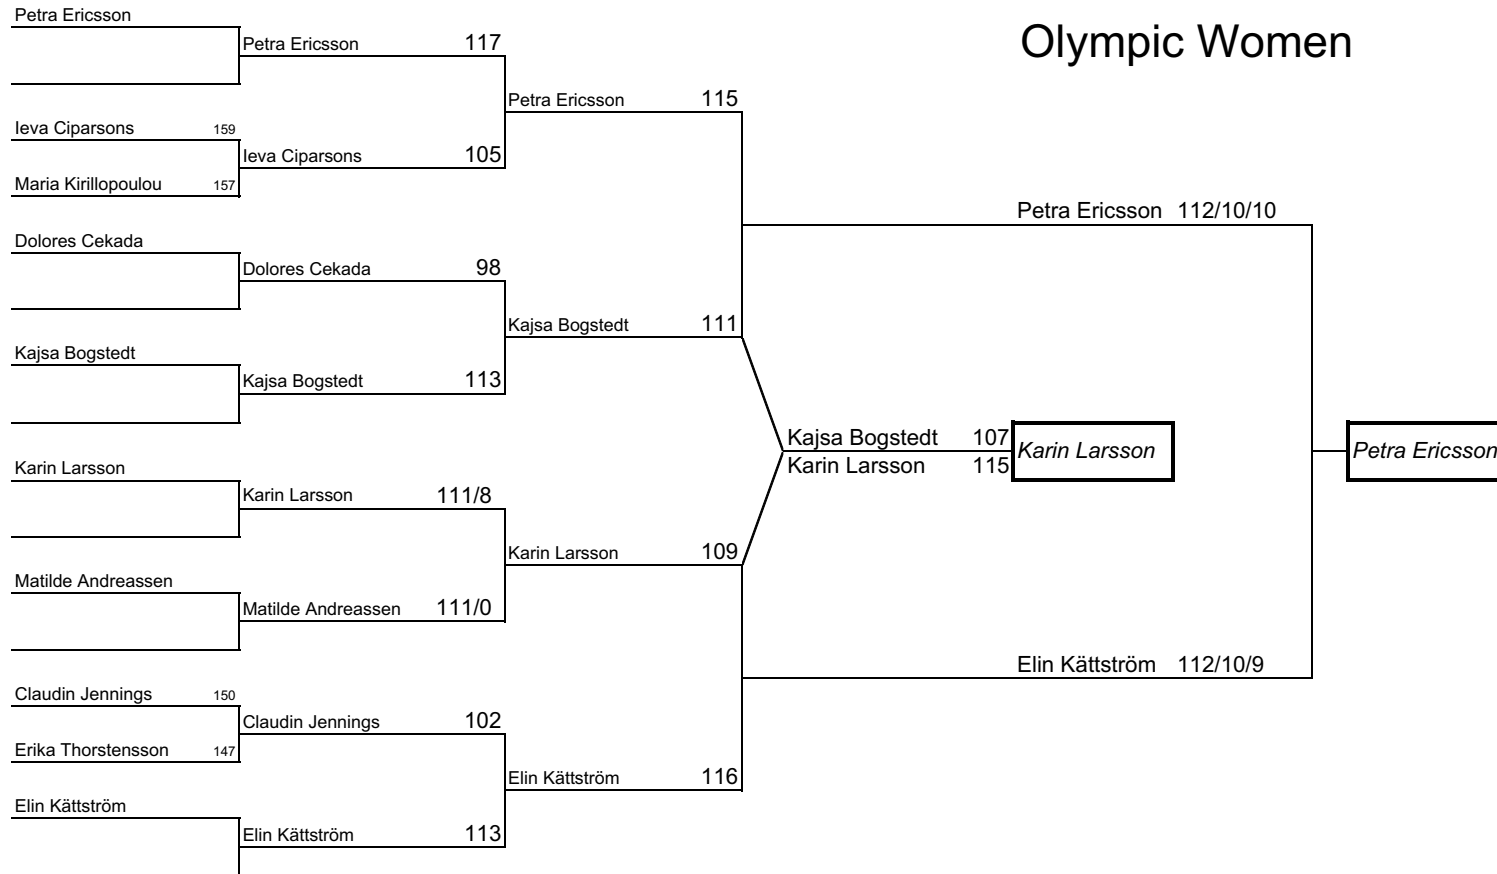 Olympic Women
Petra Ericsson
Ieva Ciparsons 159
Maria Kirillopoulou 157
Dolores Cekada
Kajsa Bogstedt
Karin Larsson
Matilde Andreassen
Claudin Jennings 150
Erika Thorstensson 147
Elin Kättström
Petra Ericsson 117
Ieva Ciparsons 105
Dolores Cekada 98
Kajsa Bogstedt 113
Karin Larsson 111/8
Matilde Andreassen 111/0
Claudin Jennings 102
Elin Kättström 113
Petra Ericsson 115
Kajsa Bogstedt 111
Karin Larsson 109
Elin Kättström 116
Kajsa Bogstedt 107
Karin Larsson 115
Karin Larsson
Petra Ericsson 112/10/10
Elin Kättström 112/10/9
Petra Ericsson